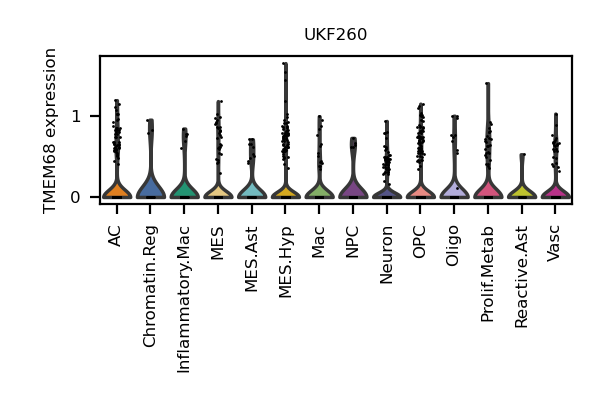 UKF260
TMEM68 expression
1
0
AC
Chromatin.Reg
Inflammatory.Mac
MES
MES.Ast
MES.Hyp
Mac
NPC
Neuron
OPC
Oligo
Prolif.Metab
Reactive.Ast
Vasc